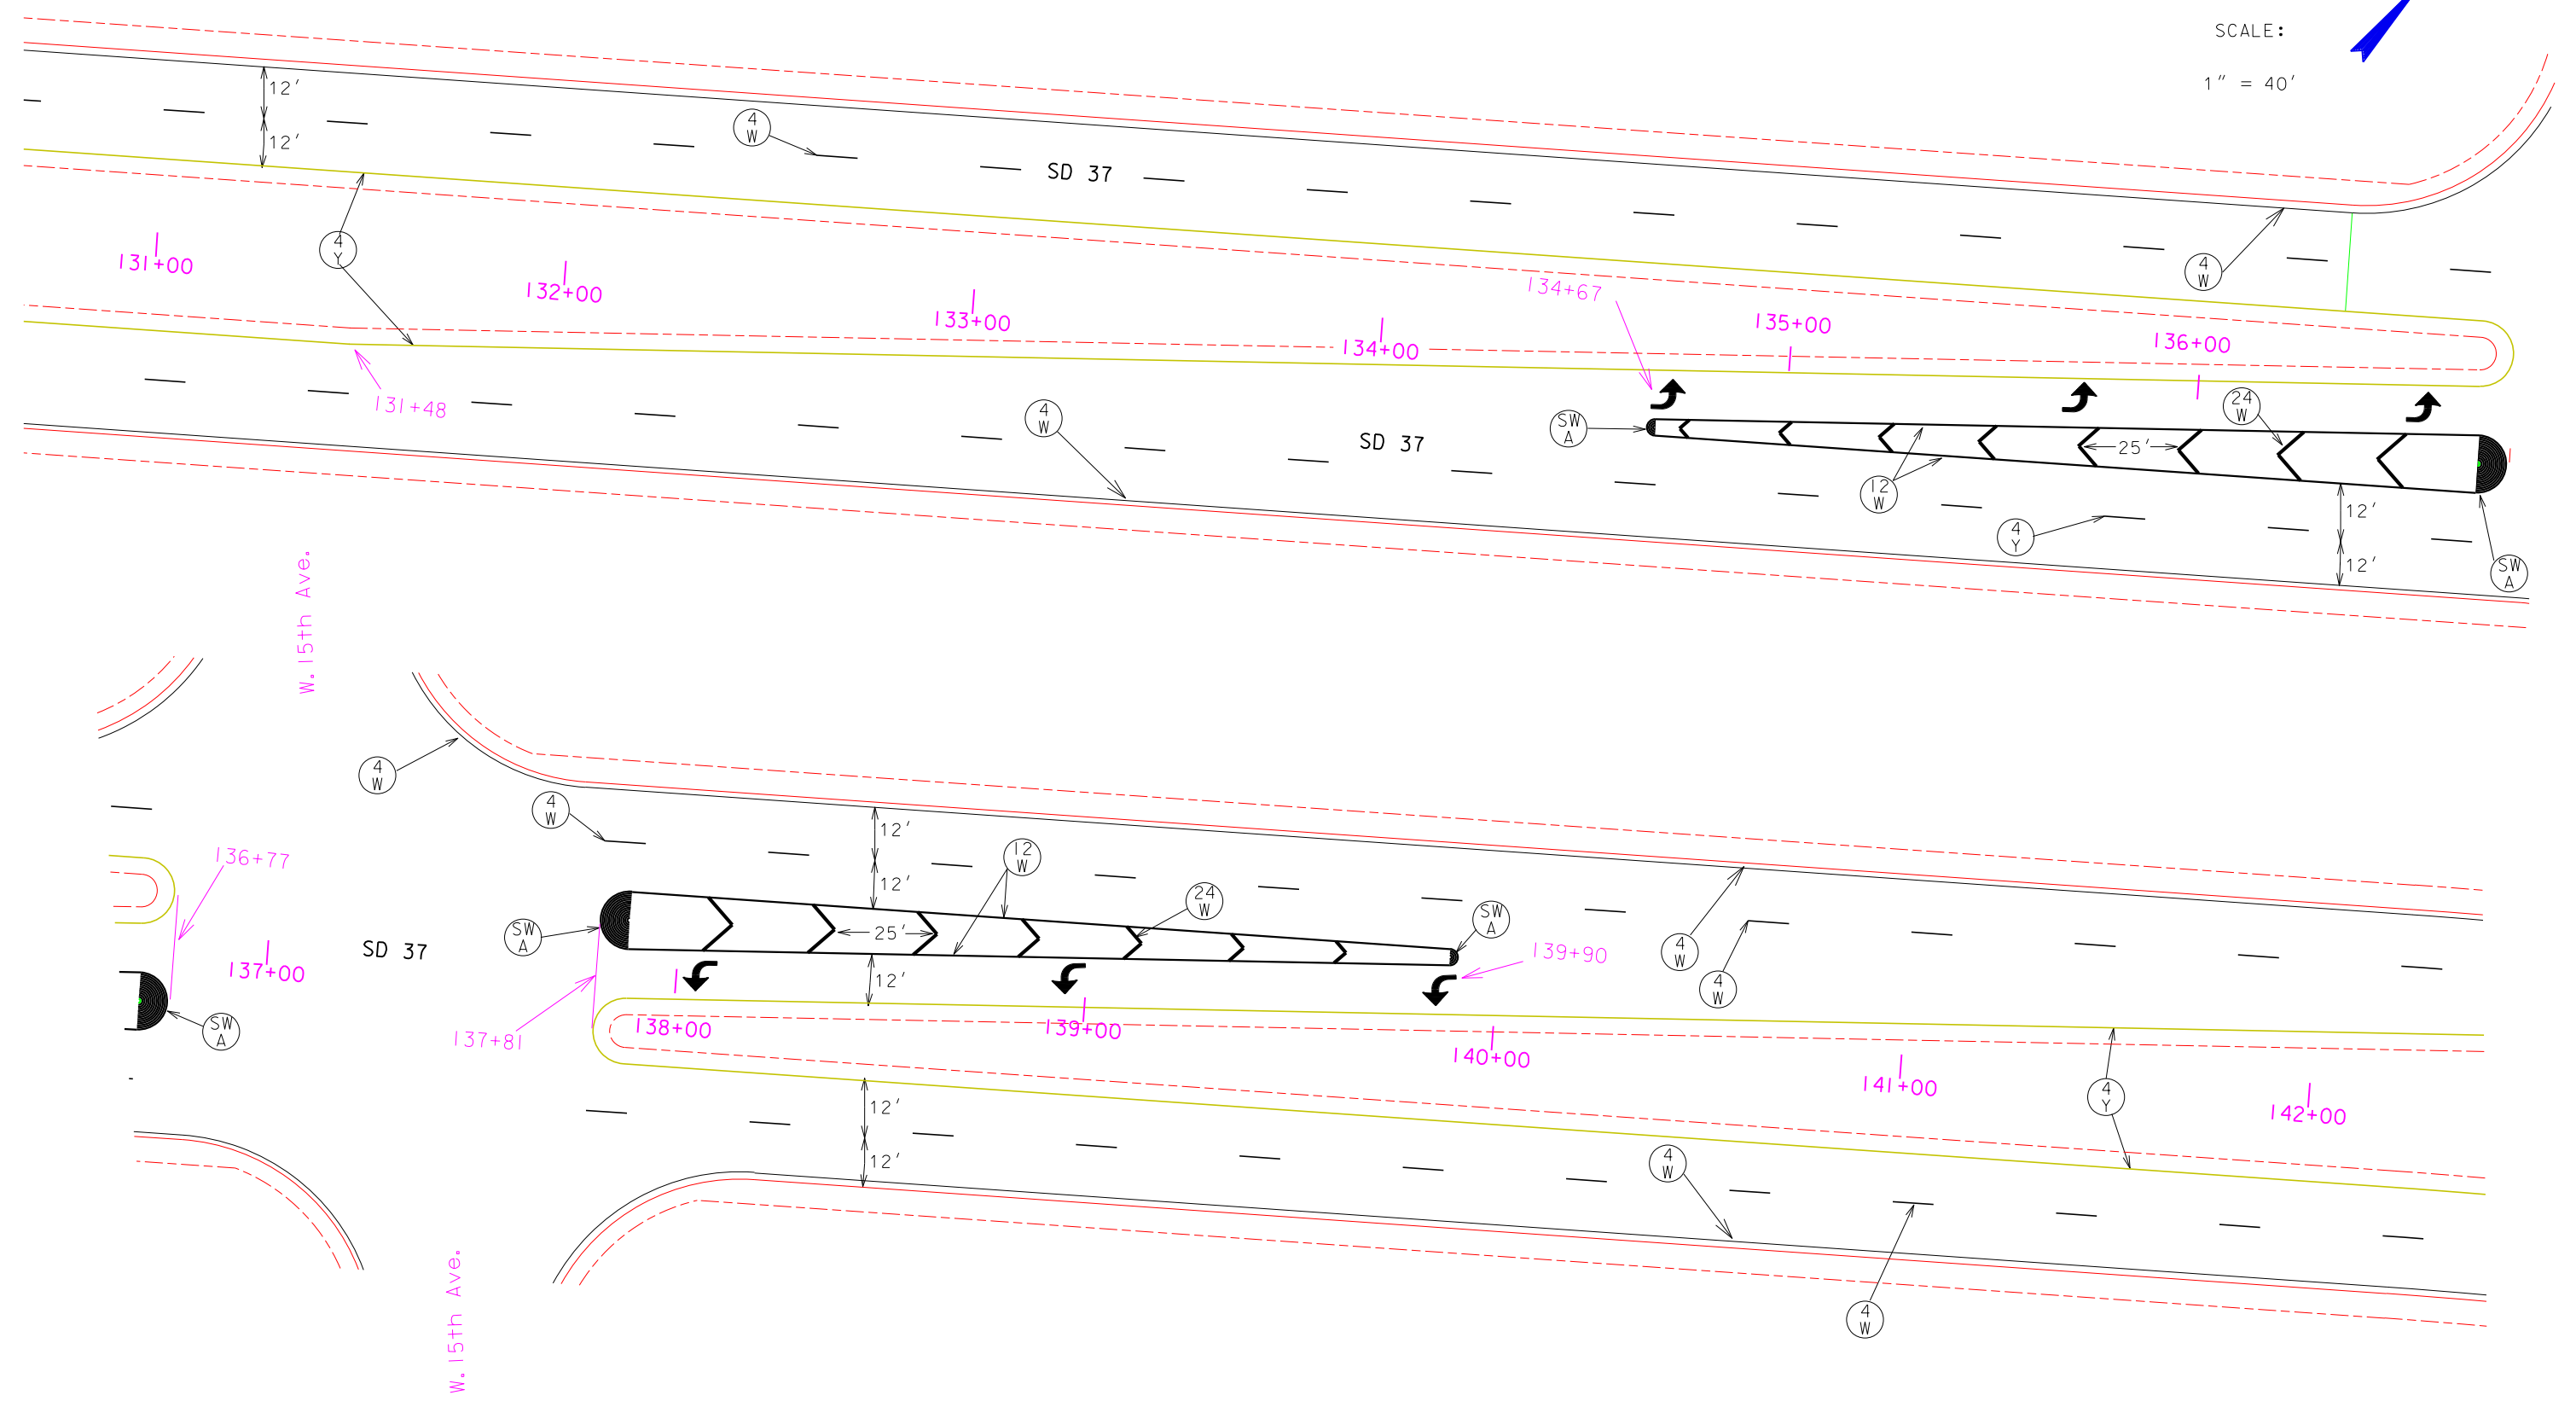 SCALE:
1" = 40'
12'
12'
4
W
SD 37
131+00
4
Y
132+00
133+00
134+00
134+67
135+00
136+00
4
W
131+48
4
W
SD 37
SW
A
24
W
25'
12
W
4
Y
12'
12'
SW
A
W. 15th Ave.
4
W
4
W
136+77
137+00
SD 37
SW
A
SW
A
137+81
12'
12'
12
W
24
W
25'
SW
A
12'
139+90
4
W
4
W
138+00
139+00
140+00
141+00
142+00
4
Y
12'
12'
4
W
4
W
W. 15th Ave.